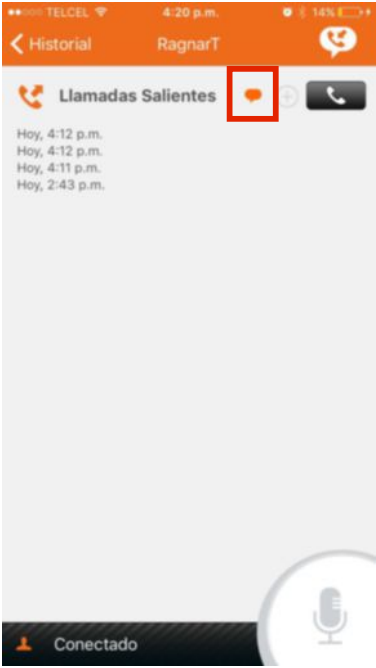 TELCEL 4:20 p.m. 14%
Historial RagnarT
Llamadas Salientes
Hoy, 4:12 p.m.
Hoy, 4:12 p.m.
Hoy, 4:11 p.m.
Hoy, 2:43 p.m.
Conectado